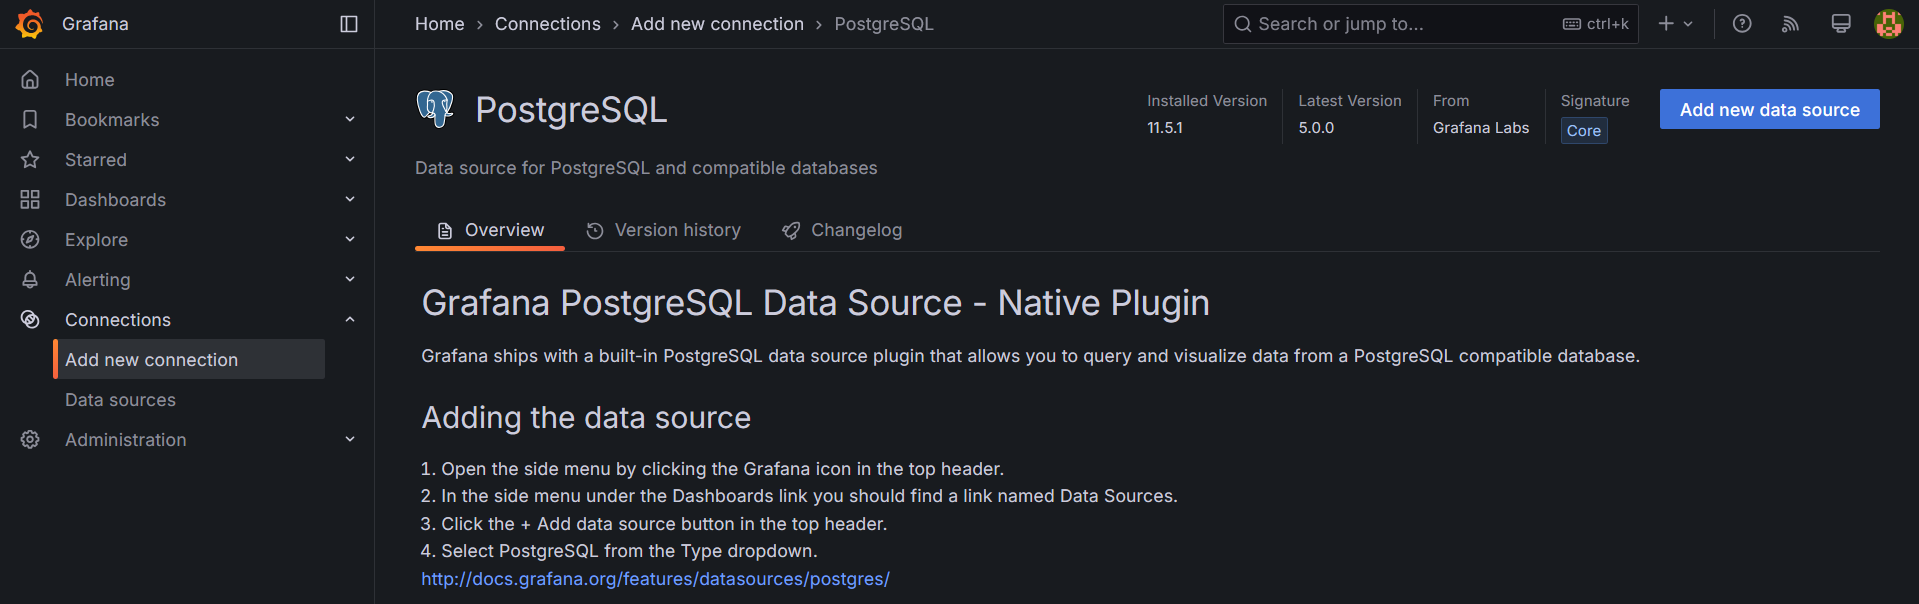 Grafana
Home
Bookmarks
Starred
Dashboards
Explore
Alerting
Connections
Add new connection
Data sources
Administration
Home › Connections › Add new connection › PostgreSQL
Search or jump to... ctrl+k
PostgreSQL
Data source for PostgreSQL and compatible databases
Installed Version
11.5.1
Latest Version
5.0.0
From
Grafana Labs
Signature
Core
Add new data source
Overview Version history Changelog
Grafana PostgreSQL Data Source - Native Plugin
Grafana ships with a built-in PostgreSQL data source plugin that allows you to query and visualize data from a PostgreSQL compatible database.
Adding the data source
1. Open the side menu by clicking the Grafana icon in the top header.
2. In the side menu under the Dashboards link you should find a link named Data Sources.
3. Click the + Add data source button in the top header.
4. Select PostgreSQL from the Type dropdown.
http://docs.grafana.org/features/datasources/postgres/